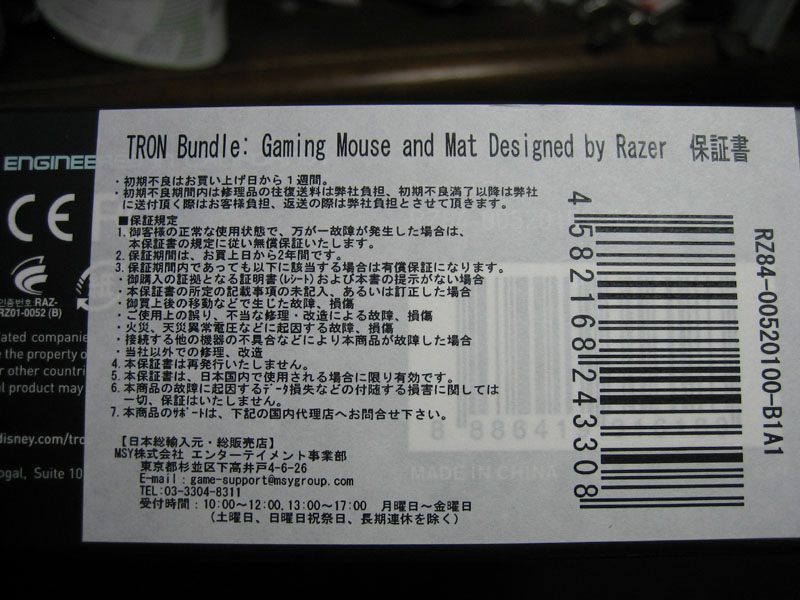 TRON Bundle: Gaming Mouse and Mat Designed by Razer 保証書
・初期不良はお買い上げ日から1週間。
・初期不良期間内は修理品の往復送料は弊社負担、初期不良満了以降は弊社
に送付頂く際はお客様負担、返送の際は弊社負担とさせて頂きます。
■保証規定
1. 御客様の正常な使用状態で、万が一故障が発生した場合は、
本保証書の規定に従い無償保証いたします。
2. 保証期間は、お買上日から2年間です。
3. 保証期間内であっても以下に該当する場合は有償保証になります。
・御購入の証拠となる証明書(ﾚｼｰﾄ)および本書の提示がない場合
・本保証書の所定の記載事項の未記入、あるいは訂正した場合
・御買上後の移動などで生じた故障、損傷
・ご使用上の誤り、不当な修理・改造による故障、損傷
・火災、天災異常電圧などに起因する故障、損傷
・接続する他の機器の不具合などにより本商品が故障した場合
・当社以外での修理、改造
4. 本保証書は再発行いたしません。
5. 本保証書は、日本国内で使用される場合に限り有効です。
6. 本商品の故障に起因するﾃﾞｰﾀ損失などの付随する損害に関しては
一切、保証はいたしません。
7. 本商品のｻﾎﾟｰﾄは、下記の国内代理店へお問合せ下さい。
【日本総輸入元・総販売店】
MSY株式会社 エンターテイメント事業部
東京都杉並区下高井戸4-6-26
E-mail：game-support@msygroup.com
TEL:03-3304-8311
受付時間：10:00～12:00,13:00～17:00 月曜日～金曜日
(土曜日、日曜日祝祭日、長期連休を除く)
4582168243308
RZ84-00520100-B1A1
ENGINEE
CE
인증번호 RAZ-
RZ01-0052 (B)
ated companie
e the property o
r other countri
l product may
disney.com/tro
ogal, Suite 10
MADE IN CHINA